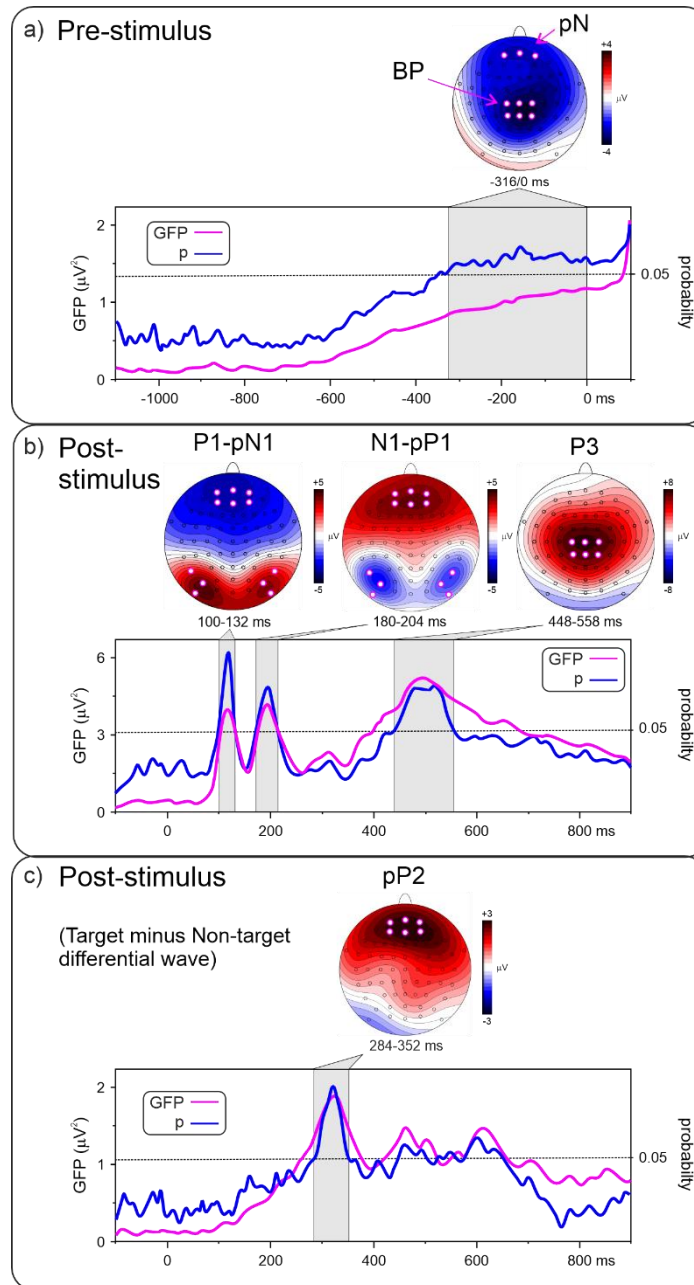 a) Pre-stimulus
pN
BP
+4
μV
-4
-316/0 ms
GFP
p
2
1
0
GFP (μV²)
0.05
probability
-1000 -800 -600 -400 -200 0 ms
b) Post-
stimulus
P1-pN1 N1-pP1 P3
+5
μV
-5
+5
μV
-5
+8
μV
-8
100-132 ms 180-204 ms 448-558 ms
GFP
p
6
3
0
GFP (μV²)
0.05
probabilty
0 200 400 600 800 ms
c) Post-stimulus
pP2
(Target minus Non-target
differential wave)
+3
μV
-3
284-352 ms
GFP
p
2
1
0
GFP (μV²)
0.05
probabilty
0 200 400 600 800 ms